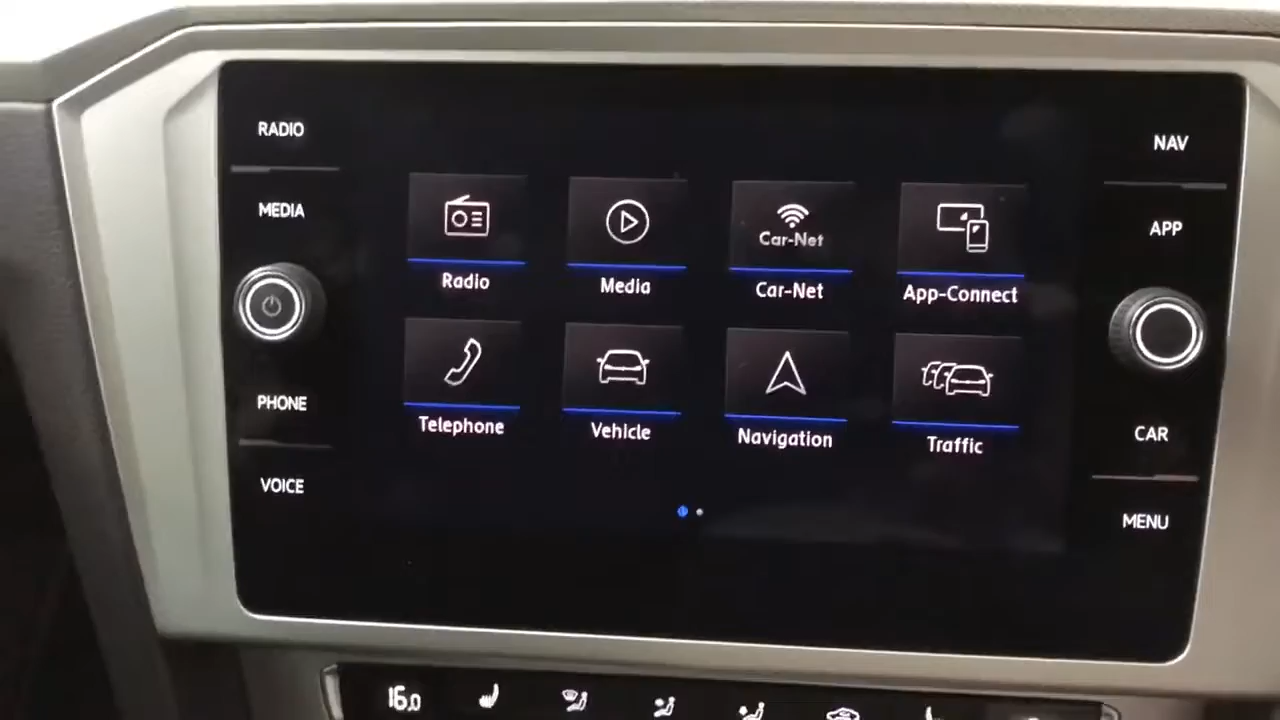 RADIO
MEDIA
PHONE
VOICE
Car-Net
Radio
Media
Car-Net
App-Connect
Telephone
Vehicle
Navigation
Traffic
NAV
APP
CAR
MENU
16.0